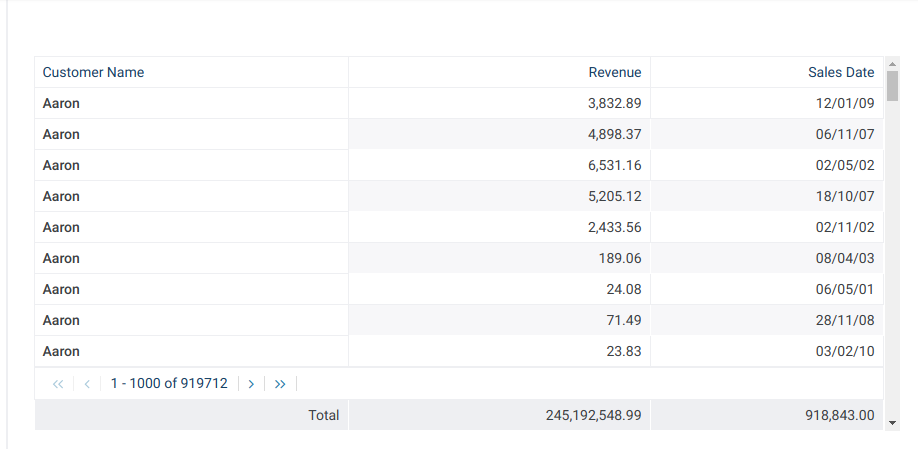 Customer Name Revenue Sales Date
Aaron 3,832.89 12/01/09
Aaron 4,898.37 06/11/07
Aaron 6,531.16 02/05/02
Aaron 5,205.12 18/10/07
Aaron 2,433.56 02/11/02
Aaron 189.06 08/04/03
Aaron 24.08 06/05/01
Aaron 71.49 28/11/08
Aaron 23.83 03/02/10
1 - 1000 of 919712
Total 245,192,548.99 918,843.00